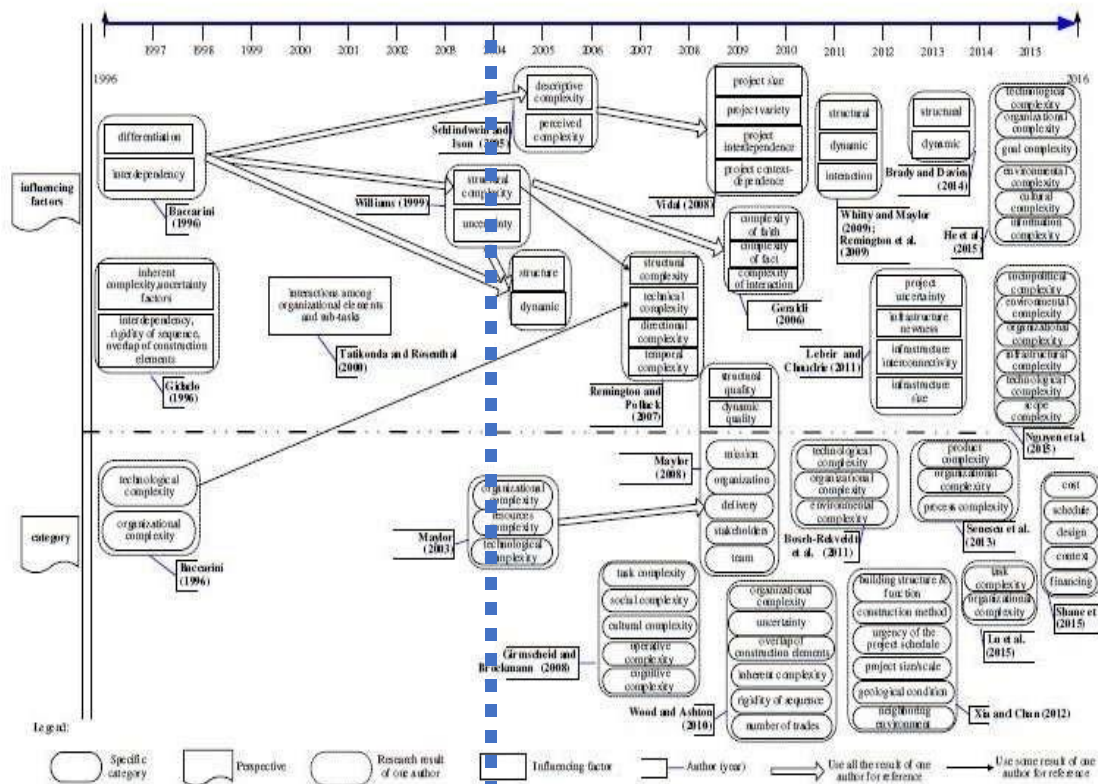 1997 1998 1999 2000 2001 2002 2003 2004 2005 2006 2007 2008 2009 2010 2011 2012 2013 2014 2015
1996
2016
influencing
factors
differentiation
interdependency
Baccarini
(1996)
inherent
complexity,uncertainty
factors
interdependency,
rigidity of sequence,
overlap of construction
elements
Gidado
(1996)
interactions among
organizational elements
and sub-tasks
Tatikonda and Rosenthal
(2000)
descriptive
complexity
perceived
complexity
Schlindwein and
Ison (2005)
Williams (1999)
structural
complexity
uncertainty
structure
dynamic
structural
complexity
technical
complexity
directional
complexity
temporal
complexity
Remington and
Pollack
(2007)
project size
project variety
project
interdependence
project context-
dependence
Vidal (2008)
complexity
of faith
complexity
of fact
complexity
of interaction
Geraldi
(2006)
structural
dynamic
interaction
Whitty and Maylor
(2009);
Remington et al.
(2009)
structural
dynamic
Brady and Davies
(2014)
technological
complexity
organizational
complexity
goal complexity
environmental
complexity
cultural
complexity
information
complexity
He et al.
(2015)
project
uncertainty
infrastructure
newness
infrastructure
interconnectivity
infrastructure
size
(2011)
sociopolitical
complexity
environmental
complexity
organizational
complexity
infrastructural
complexity
technological
complexity
scope
complexity
Nguyen et al.
(2015)
structural
quality
dynamic quality
mission
organization
delivery
stakeholders
team
Maylor
(2008)
category
technological
complexity
organizational
complexity
Baccarini
(1996)
organizational
complexity
resources
complexity
technological
complexity
Maylor
(2003)
technological
complexity
organizational
complexity
environmental
complexity
Bosch-Rekveldt
et al. (2011)
product
complexity
organizational
complexity
process complexity
Senescu et al.
(2013)
cost
schedule
design
context
financing
Shane et
(2015)
task
complexity
organizational
complexity
Lu et al.
(2015)
task complexity
social complexity
cultural complexity
operative
complexity
cognitive
complexity
Girmscheid and
Brockmann (2008)
organizational
complexity
uncertainty
overlap of
construction elements
inherent complexity
rigidity of sequence
number of trades
Wood and Ashton
(2010)
building structure &
function
construction method
urgency of the
project schedule
project size/scale
geological condition
neighboring
environment
Xia and Chan (2012)
Legend:
Specific
category
Perspective
Research result
of one author
Influencing factor
Author (year)
Use all the result of one
author for reference
Use some result of one
author for reference